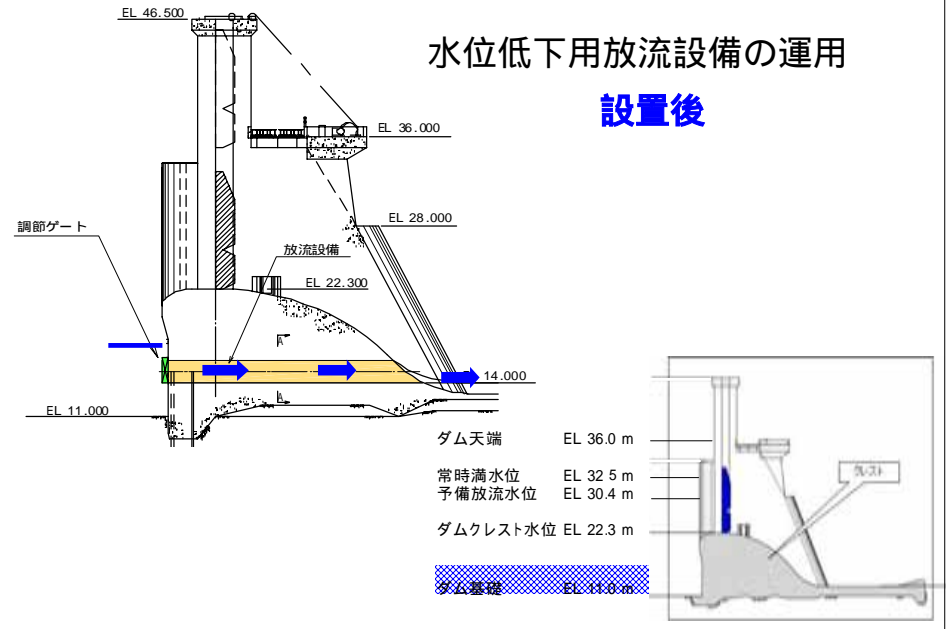 EL 46.500
水位低下用放流設備の運用
設置後
EL 36.000
EL 28.000
調節ゲート
放流設備
EL 22.300
A
14.000
A
EL 11.000
ダム天端 EL 36.0 m
常時満水位 EL 32 5 m
予備放流水位 EL 30.4 m
ダムクレスト水位 EL 22.3 m
ダム基礎 EL 11.0 m
クレスト